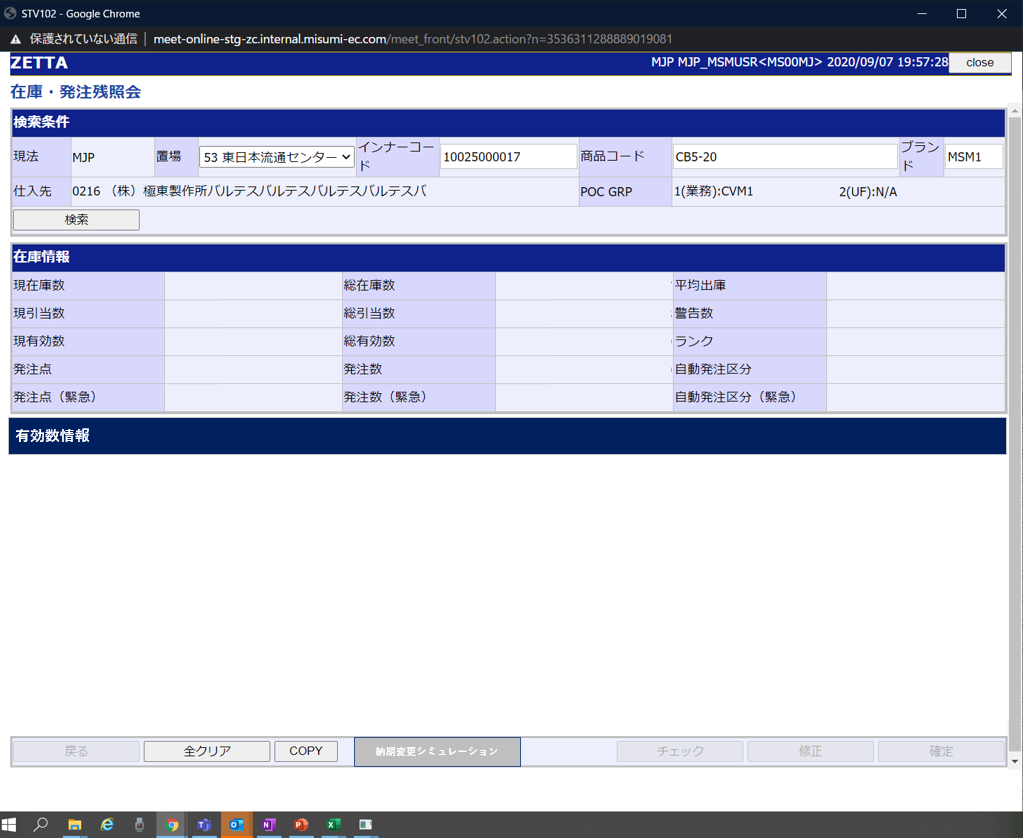 STV102 - Google Chrome
保護されていない通信 | meet-online-stg-zc.internal.misumi-ec.com/meet_front/stv102.action?n=3536311288889019081
ZETTA MJP MJP_MSMUSR<MS00MJ> 2020/09/07 19:57:28 close
在庫・発注残照会
検索条件
現法 MJP 置場 53 東日本流通センター インナーコード 10025000017 商品コード CB5-20 ブランド MSM1
仕入先 0216 （株）極東製作所バルテスバルテスバルテスバルテスバ POC GRP 1(業務):CVM1 2(UF):N/A
検索
在庫情報
現在庫数 総在庫数 平均出庫
現引当数 総引当数 警告数
現有効数 総有効数 ランク
発注点 発注数 自動発注区分
発注点（緊急） 発注数（緊急） 自動発注区分（緊急）
有効数情報
戻る 全クリア COPY 納期変更シミュレーション チェック 修正 確定